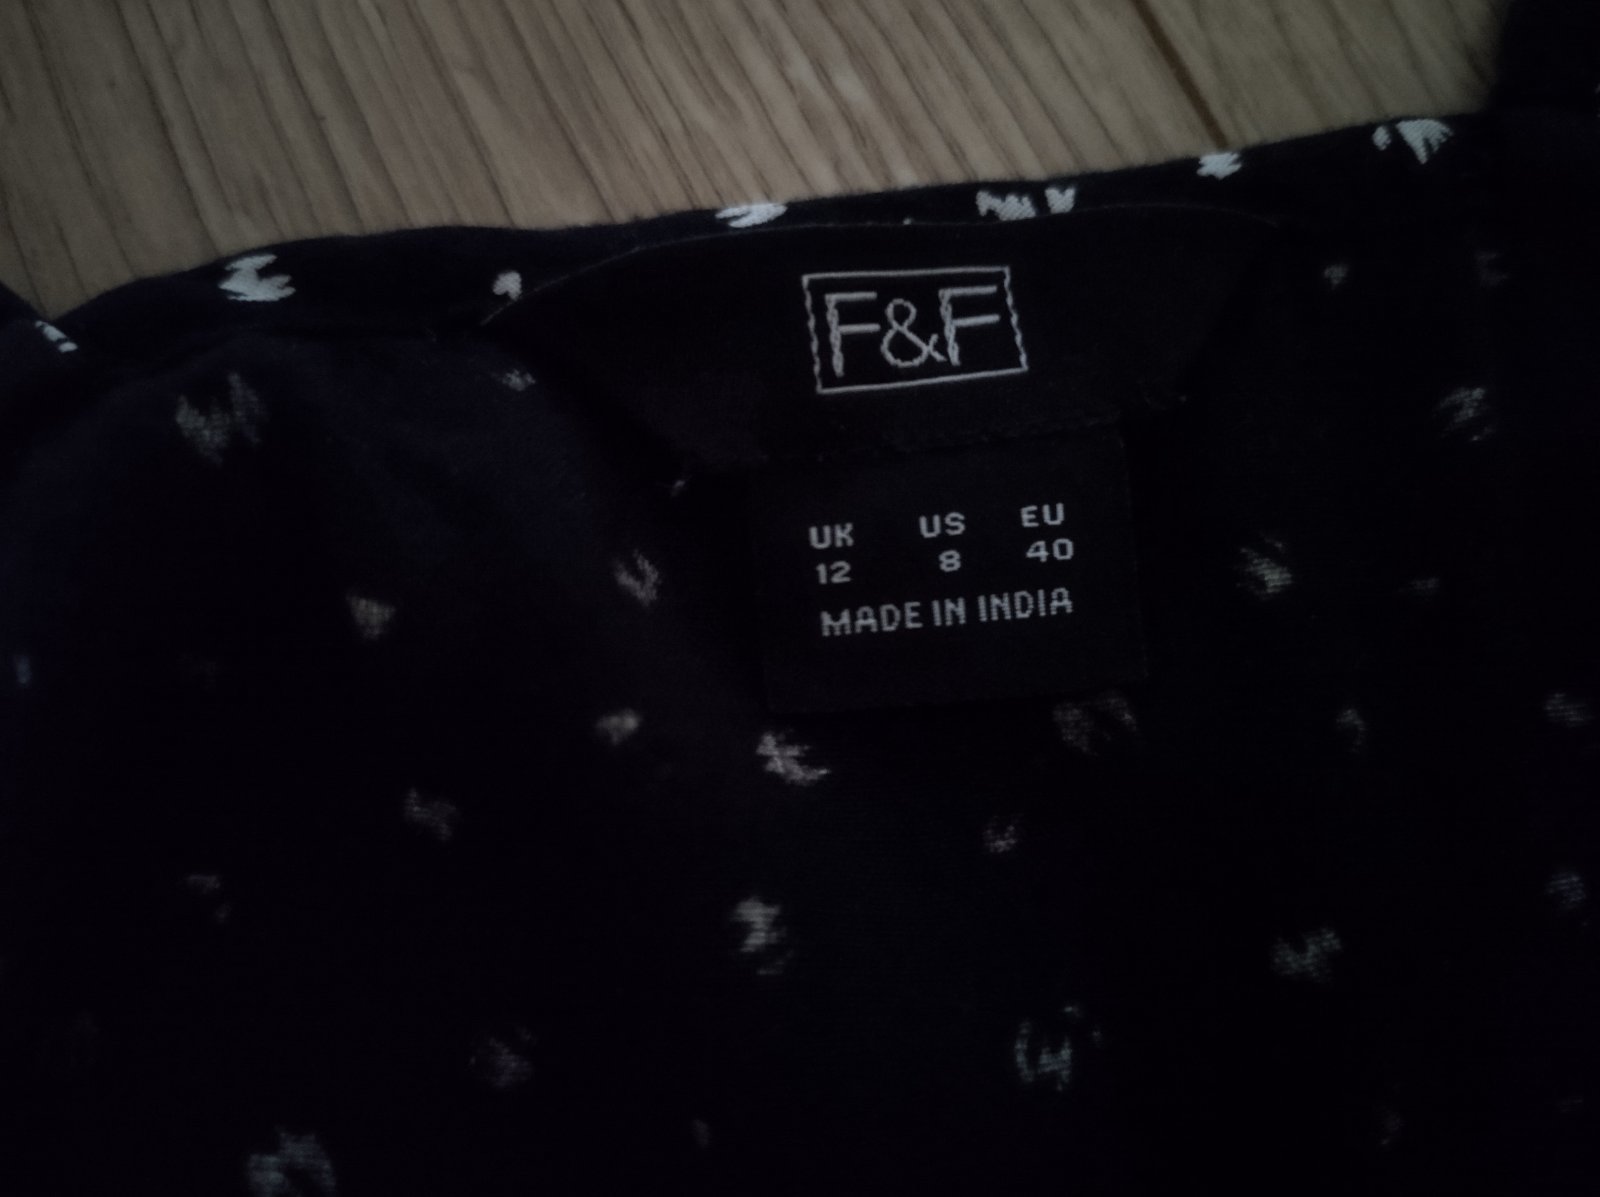 F&F
UK US EU
12 8 40
MADE IN INDIA